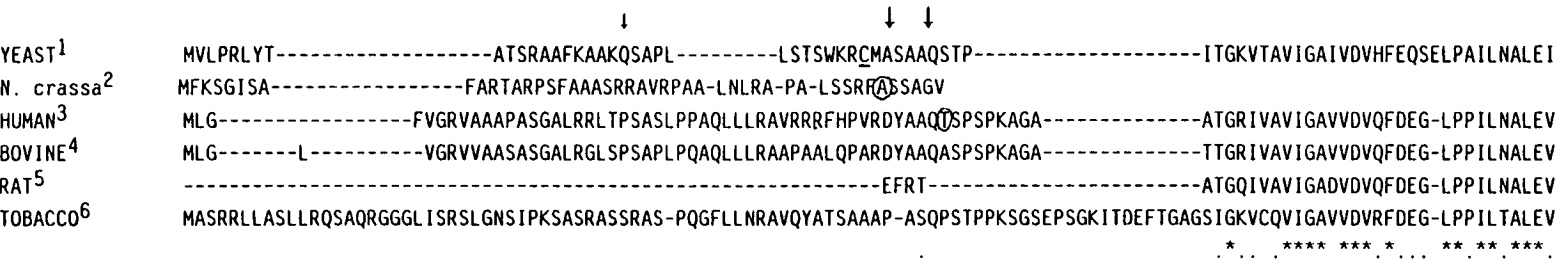 ↓ ↓ ↓
YEAST1 MVLPRLYT----------------------ATSRAAFKAAKQSAPL----------LSTSWKRCMASAAQSTP-----------------------ITGKVTAVIGAIVDVHFEQSELPAILNALEI
N. crassa2 MFKSGISA------------------FARTARPSFAAASRRAVRPAA-LNLRA-PA-LSSRFASSAGV
HUMAN3 MLG--------------FVGRVAAAPASGALRRLTPSASLPPAQLLLRAVRRRFHPVRDYAAQTSPSPKAGA----------------ATGRIVAVIGAVVDVQFDEG-LPPILNALEV
BOVINE4 MLG-------L------------VGRVVAASASGALRGLSPSAPLPQAQLLLRAAPAALQPARDYAAQASPSPKAGA----------------TTGRIVAVIGAVVDVQFDEG-LPPILNALEV
RAT5 ----------------------------------------------------------------------EFRT----------------------------ATGQIVAVIGADVDVQFDEG-LPPILNALEV
TOBACCO6 MASRRLLASLLRQSAQRGGGLISRSLGNSIPKSASRASSRAS-PQGFLLNRAVQYATSAAAP-ASQPSTPPKSGSEPSGKITDEFTGAGSIGKVCQVIGAVVDVRFDEG-LPPILTALEV
. .*.. .**** ***.*... **.**.***.